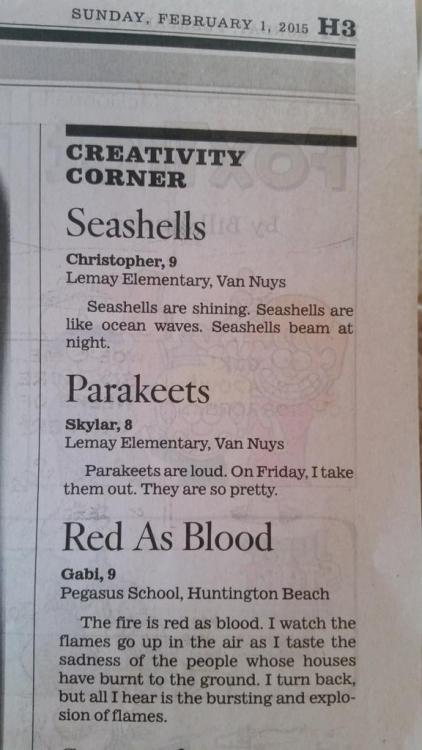 SUNDAY, FEBRUARY 1, 2015 H3
CREATIVITY
CORNER
Seashells
Christopher, 9
Lemay Elementary, Van Nuys
Seashells are shining. Seashells are
like ocean waves. Seashells beam at
night.
Parakeets
Skylar, 8
Lemay Elementary, Van Nuys
Parakeets are loud. On Friday, I take
them out. They are so pretty.
Red As Blood
Gabi, 9
Pegasus School, Huntington Beach
The fire is red as blood. I watch the
flames go up in the air as I taste the
sadness of the people whose houses
have burnt to the ground. I turn back,
but all I hear is the bursting and explo-
sion of flames.